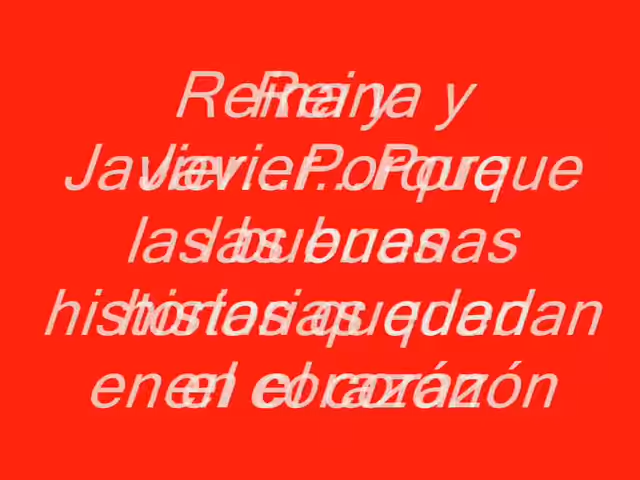 Reina y
Javier...Porque
las buenas
historias quedan
en el corazón